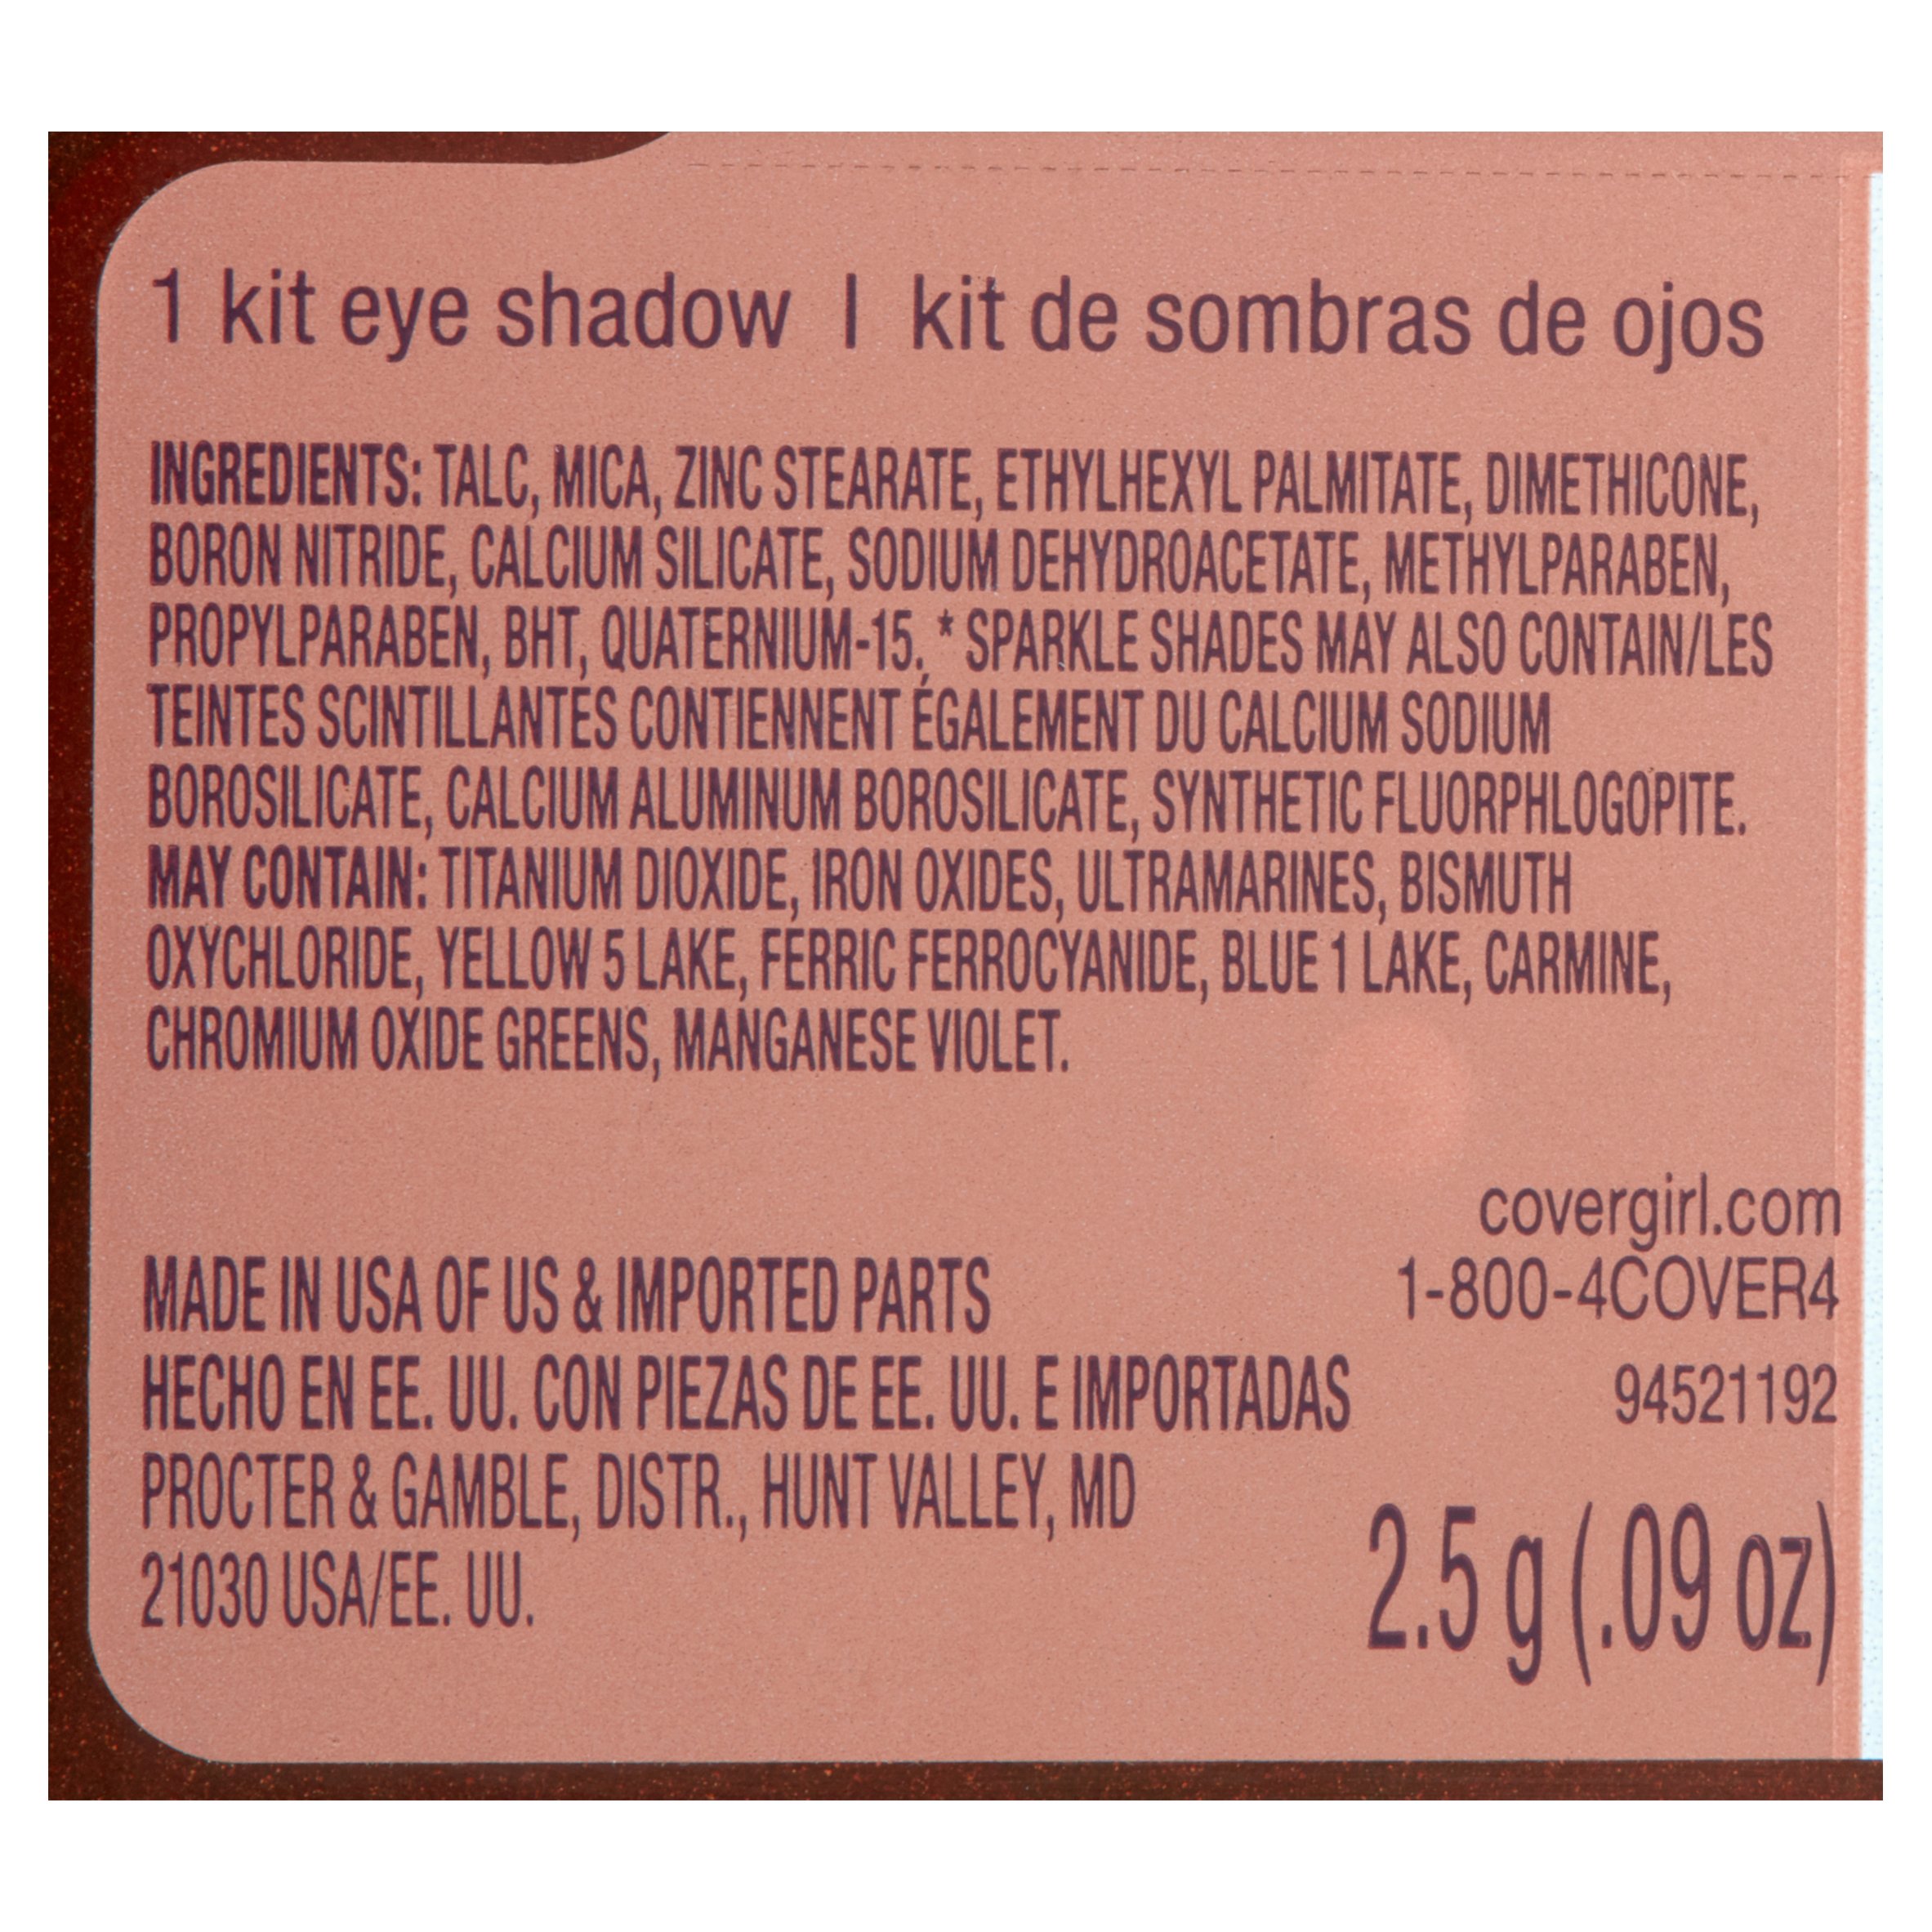 1 kit eye shadow | kit de sombras de ojos
INGREDIENTS: TALC, MICA, ZINC STEARATE, ETHYLHEXYL PALMITATE, DIMETHICONE,
BORON NITRIDE, CALCIUM SILICATE, SODIUM DEHYDROACETATE, METHYLPARABEN,
PROPYLPARABEN, BHT, QUATERNIUM-15. * SPARKLE SHADES MAY ALSO CONTAIN/LES
TEINTES SCINTILLANTES CONTIENNENT ÉGALEMENT DU CALCIUM SODIUM
BOROSILICATE, CALCIUM ALUMINUM BOROSILICATE, SYNTHETIC FLUORPHLOGOPITE.
MAY CONTAIN: TITANIUM DIOXIDE, IRON OXIDES, ULTRAMARINES, BISMUTH
OXYCHLORIDE, YELLOW 5 LAKE, FERRIC FERROCYANIDE, BLUE 1 LAKE, CARMINE,
CHROMIUM OXIDE GREENS, MANGANESE VIOLET.
covergirl.com
1-800-4COVER4
94521192
MADE IN USA OF US & IMPORTED PARTS
HECHO EN EE. UU. CON PIEZAS DE EE. UU. E IMPORTADAS
PROCTER & GAMBLE, DISTR., HUNT VALLEY, MD
21030 USA/EE. UU.
2.5 g (.09 oz)